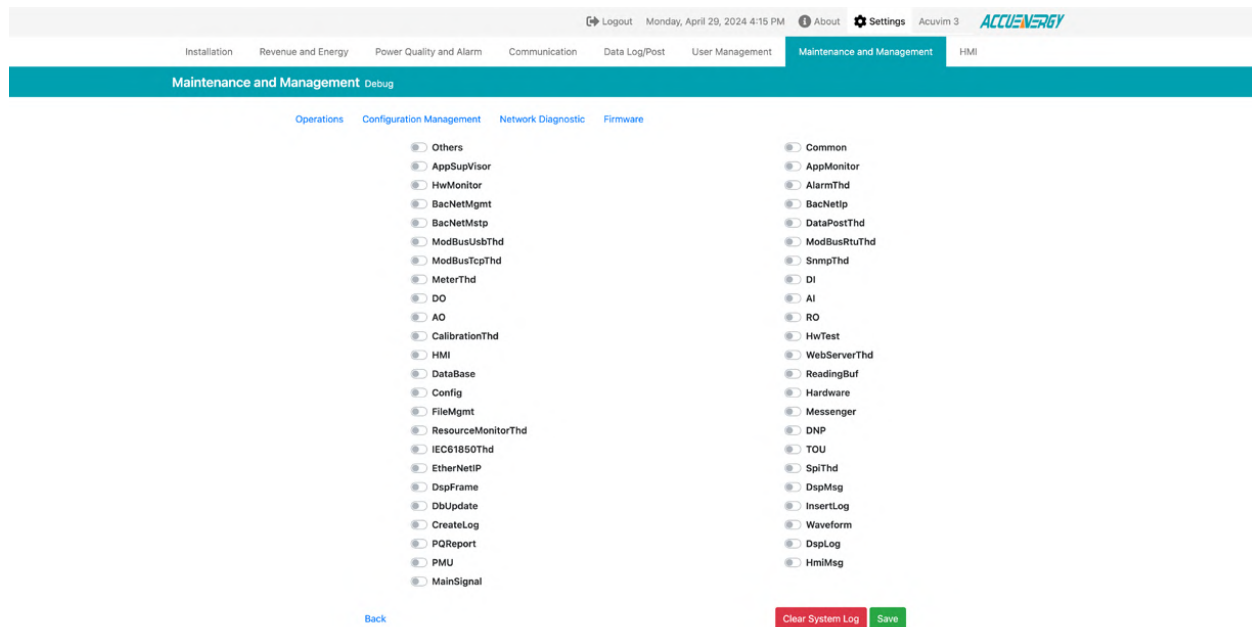 Logout Monday, April 29, 2024 4:15 PM About Settings Acuvim 3 ACCUENERGY
Installation Revenue and Energy Power Quality and Alarm Communication Data Log/Post User Management Maintenance and Management HMI
Maintenance and Management Debug
Operations Configuration Management Network Diagnostic Firmware
Others Common
AppSupVisor AppMonitor
HwMonitor AlarmThd
BacNetMgmt BacNetIp
BacNetMstp DataPostThd
ModBusUsbThd ModBusRtuThd
ModBusTcpThd SnmpThd
MeterThd DI
DO AI
AO RO
CalibrationThd HwTest
HMI WebServerThd
DataBase ReadingBuf
Config Hardware
FileMgmt Messenger
ResourceMonitorThd DNP
IEC61850Thd TOU
EtherNetIP SpiThd
DspFrame DspMsg
DbUpdate InsertLog
CreateLog Waveform
PQReport DspLog
PMU HmiMsg
MainSignal
Back Clear System Log Save